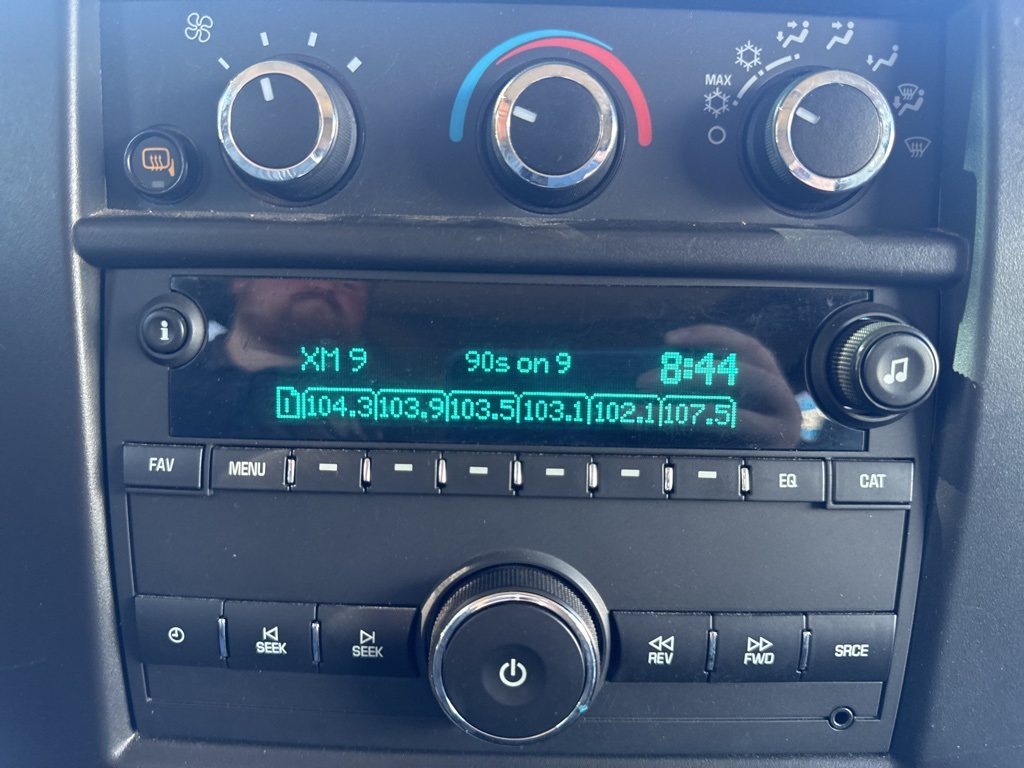 MAX
i
XM 9 90s on 9 8:44
1 104.3 103.9 103.5 103.1 102.1 107.5
FAV MENU EQ CAT
SEEK SEEK REV FWD SRCE